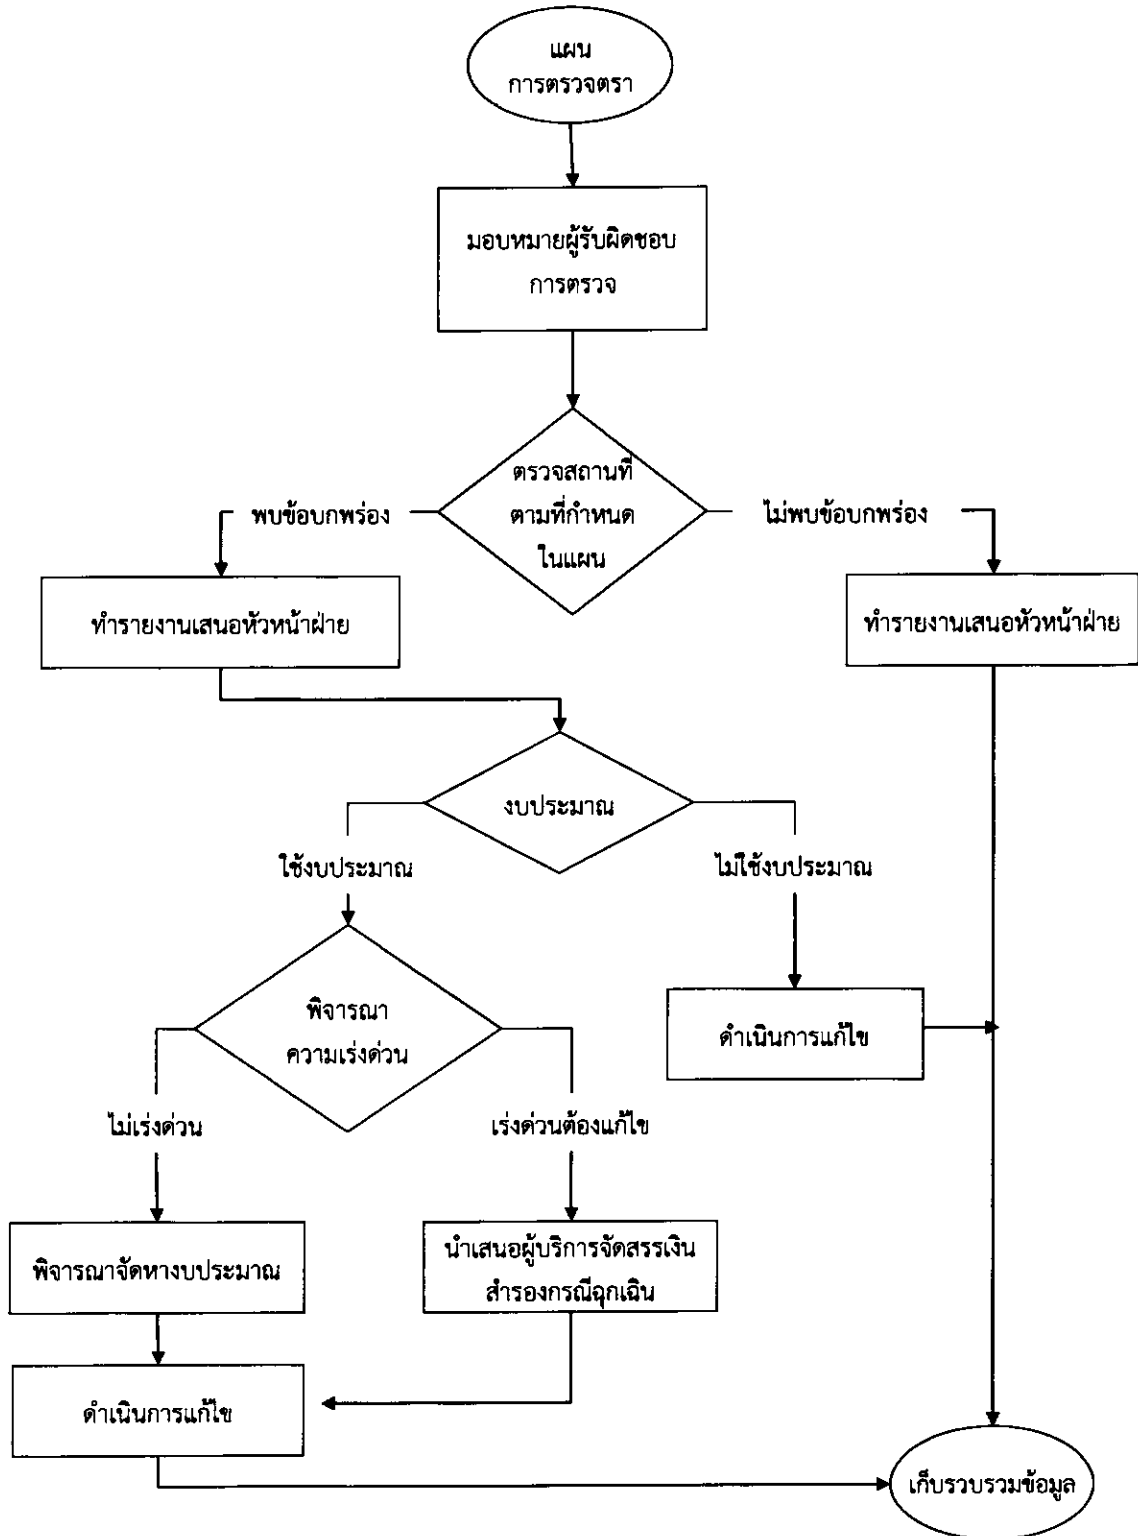 แผน
การตรวจตรา
มอบหมายผู้รับผิดชอบ
การตรวจ
ตรวจสถานที่
ตามที่กำหนด
ในแผน
พบข้อบกพร่อง
ไม่พบข้อบกพร่อง
ทำรายงานเสนอหัวหน้าฝ่าย
ทำรายงานเสนอหัวหน้าฝ่าย
งบประมาณ
ใช้งบประมาณ
ไม่ใช้งบประมาณ
พิจารณา
ความเร่งด่วน
ดำเนินการแก้ไข
ไม่เร่งด่วน
เร่งด่วนต้องแก้ไข
พิจารณาจัดหางบประมาณ
นำเสนอผู้บริการจัดสรรเงิน
สำรองกรณีฉุกเฉิน
ดำเนินการแก้ไข
เก็บรวบรวมข้อมูล